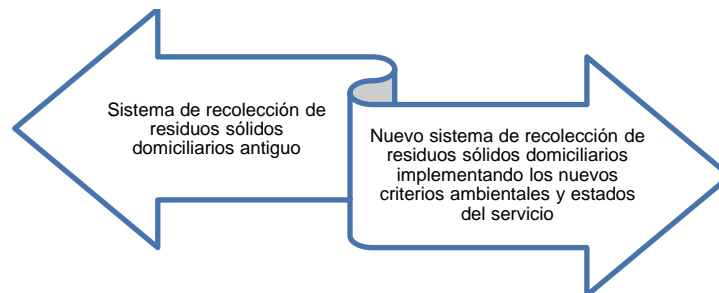 Sistema de recolección de
residuos sólidos
domiciliarios antiguo
Nuevo sistema de recolección de
residuos sólidos domiciliarios
implementando los nuevos
criterios ambientales y estados
del servicio